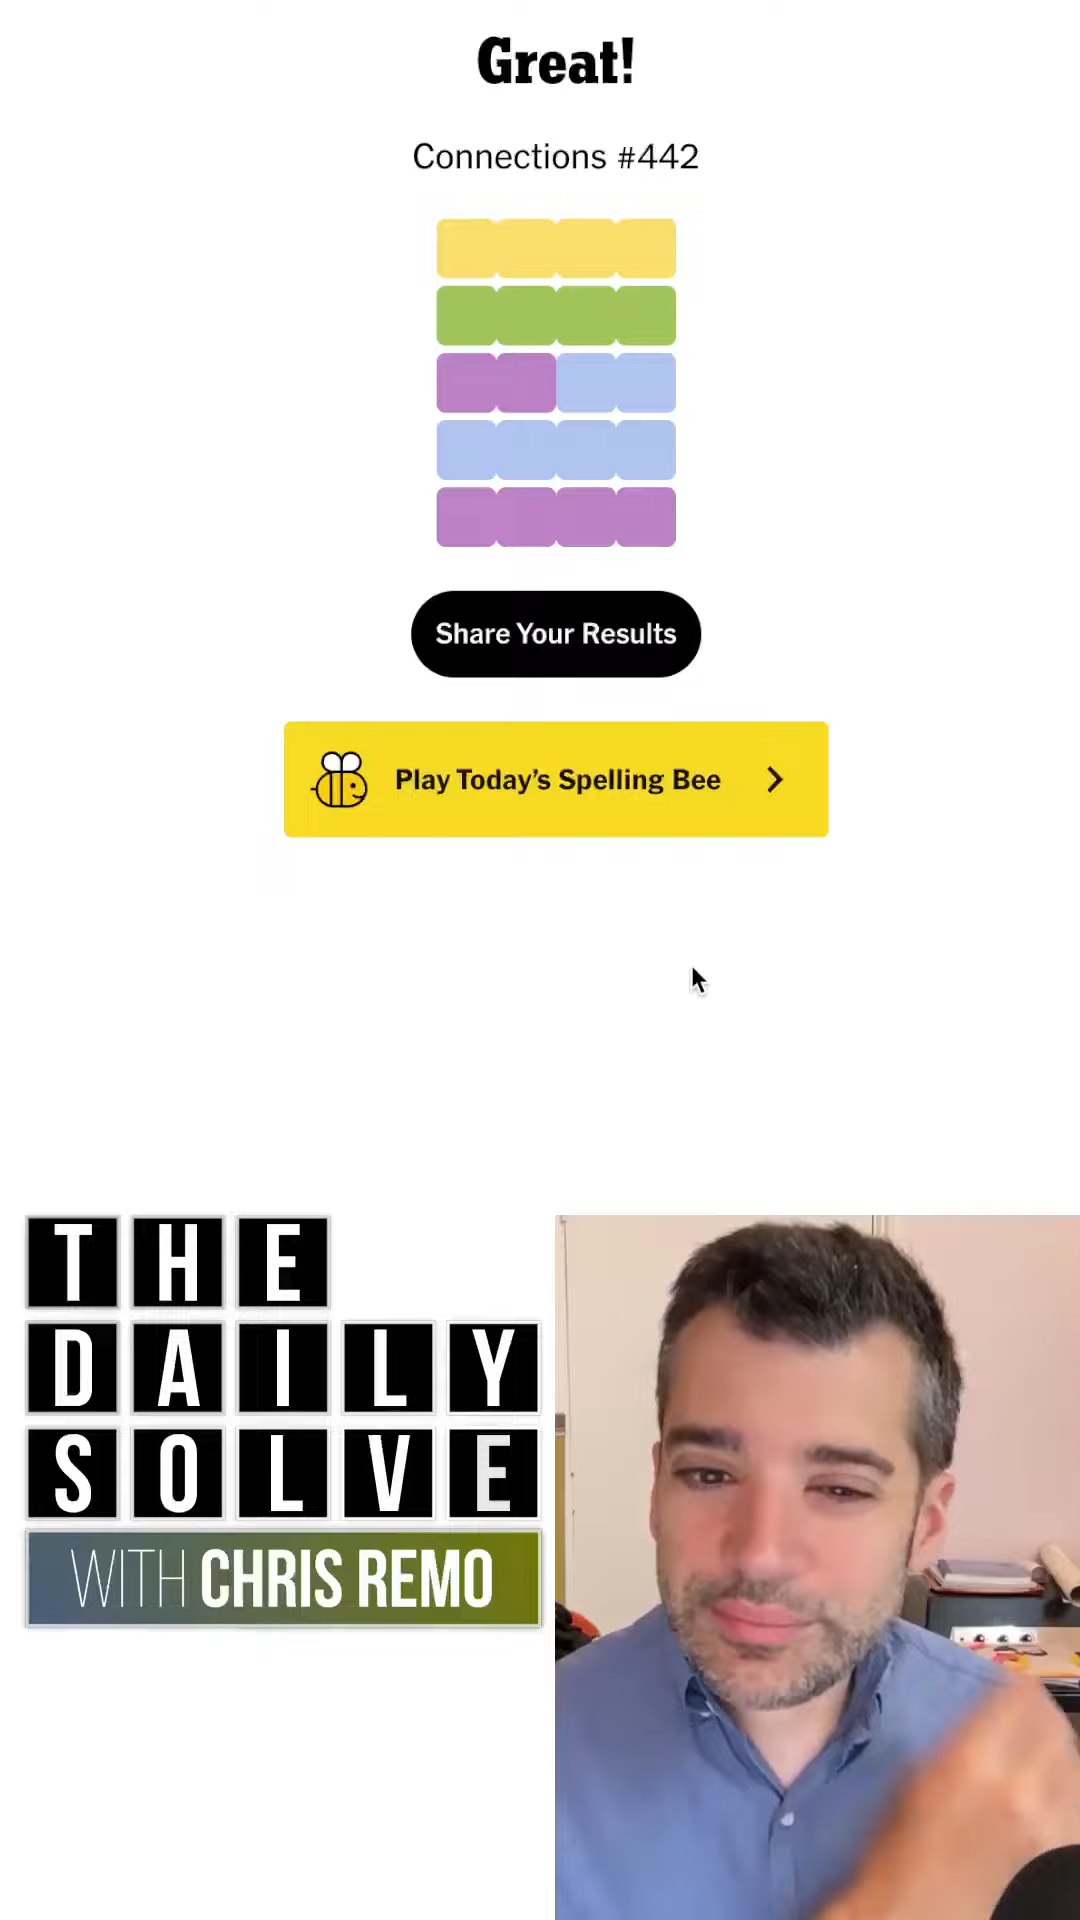 Great!
Connections #442
Share Your Results
Play Today’s Spelling Bee
THE
DAILY
SOLVE
WITH CHRIS REMO